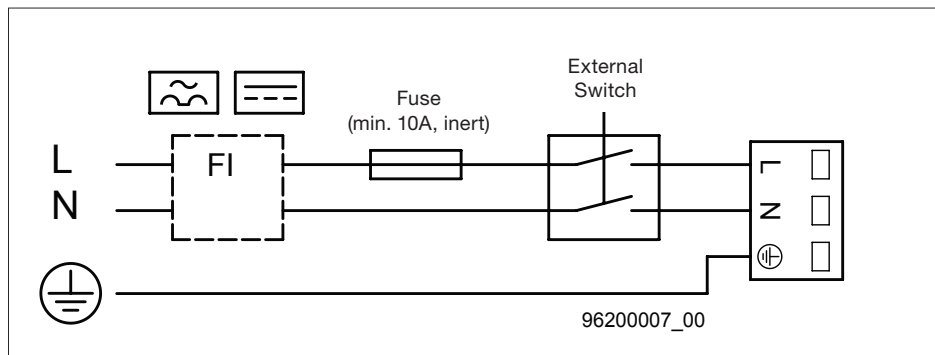 External
Switch
Fuse
(min. 10A, inert)
L
FI
L
N
N
96200007_00